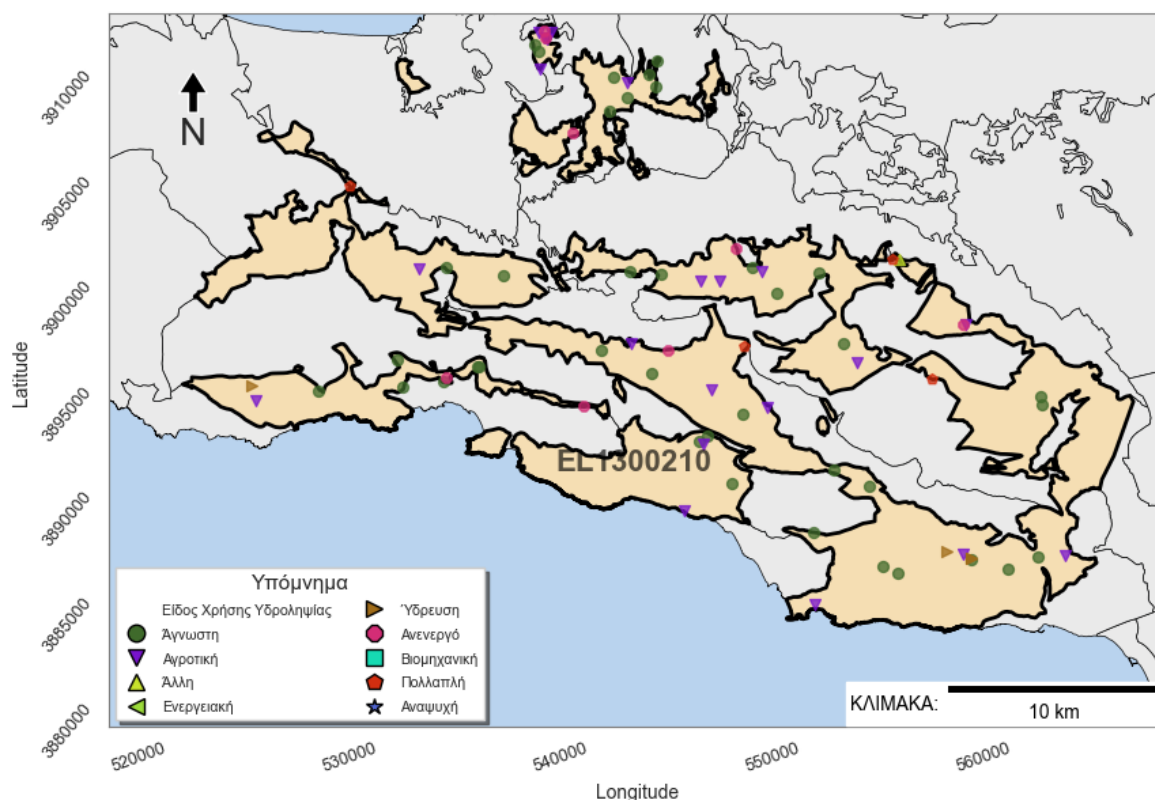 3910000
3905000
3900000
3895000
3890000
3885000
3880000
Latitude
N
EL1300210
Υπόμνημα
Είδος Χρήσης Υδροληψίας
Άγνωστη
Αγροτική
Άλλη
Ενεργειακή
Ύδρευση
Ανενεργό
Βιομηχανική
Πολλαπλή
Αναψυχή
ΚΛΙΜΑΚΑ:
10 km
520000 530000 540000 550000 560000
Longitude